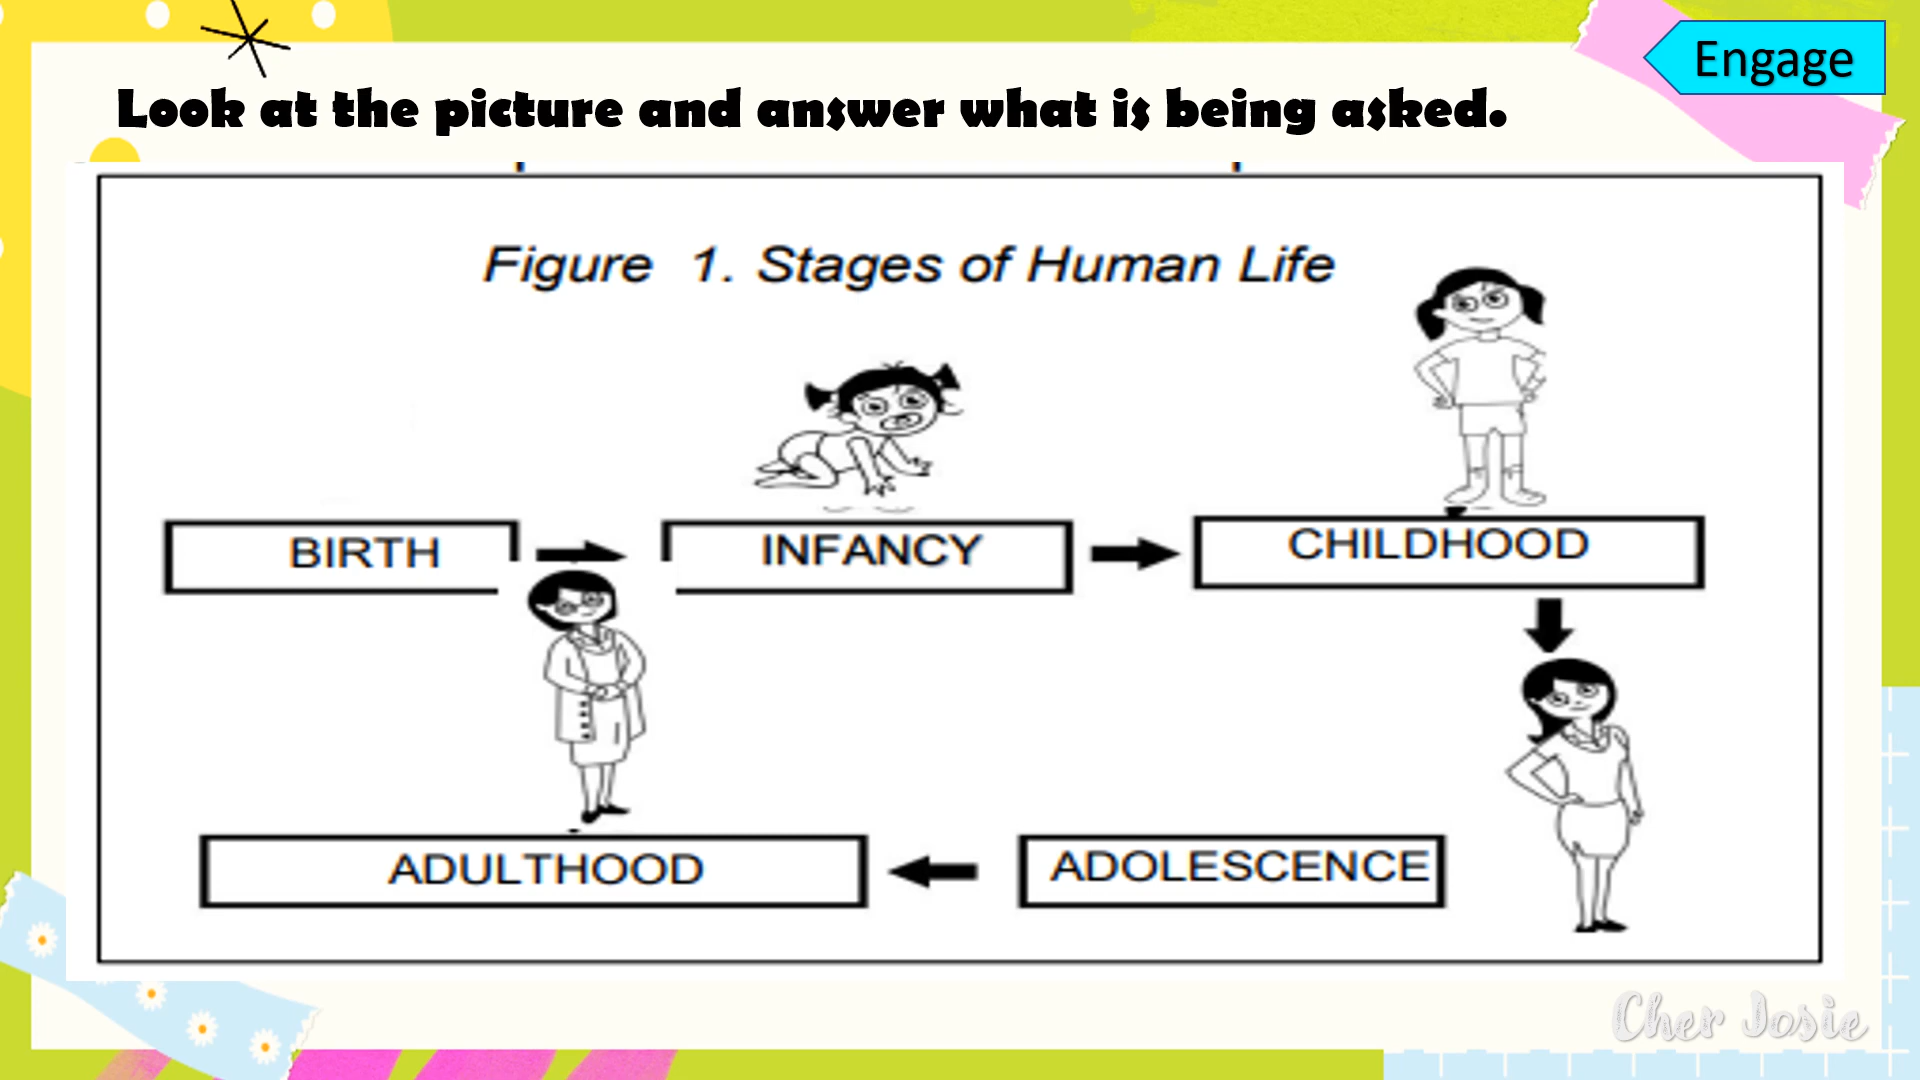 Engage
Look at the picture and answer what is being asked.
Figure 1. Stages of Human Life
BIRTH
INFANCY
CHILDHOOD
ADULTHOOD
ADOLESCENCE
Cher Josie